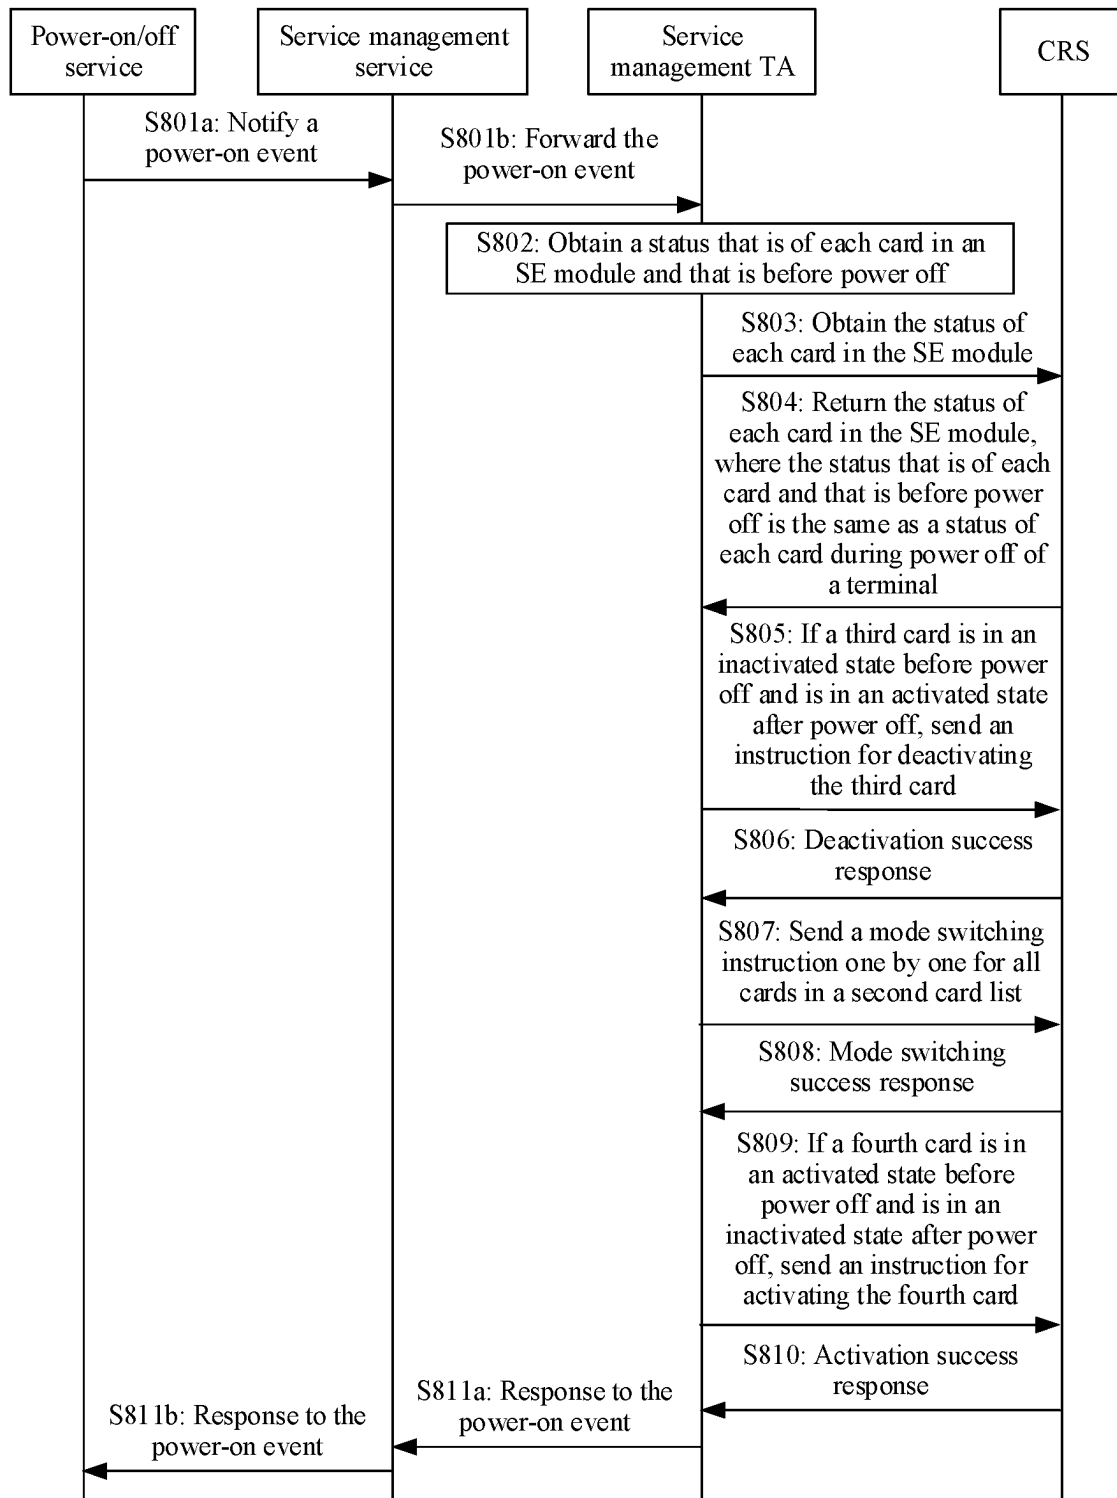 Power-on/off
service
Service management
service
Service
management TA
CRS
S801a: Notify a
power-on event
S801b: Forward the
power-on event
S802: Obtain a status that is of each card in an
SE module and that is before power off
S803: Obtain the status of
each card in the SE module
S804: Return the status of
each card in the SE module,
where the status that is of each
card and that is before power
off is the same as a status of
each card during power off of
a terminal
S805: If a third card is in an
inactivated state before power
off and is in an activated state
after power off, send an
instruction for deactivating
the third card
S806: Deactivation success
response
S807: Send a mode switching
instruction one by one for all
cards in a second card list
S808: Mode switching
success response
S809: If a fourth card is in
an activated state before
power off and is in an
inactivated state after power
off, send an instruction for
activating the fourth card
S810: Activation success
response
S811a: Response to the
power-on event
S811b: Response to the
power-on event